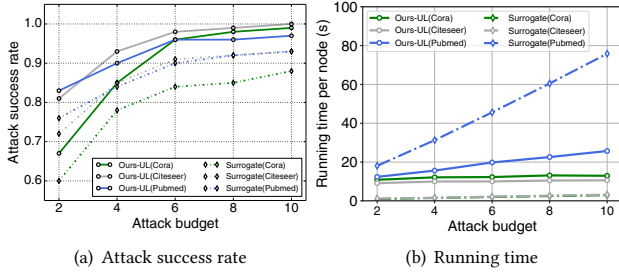 Attack success rate
1.0
0.9
0.8
0.7
0.6
2 4 6 8 10
Attack budget
Ours-UL(Cora) Surrogate(Cora)
Ours-UL(Citeseer) Surrogate(Citeseer)
Ours-UL(Pubmed) Surrogate(Pubmed)
(a) Attack success rate
Running time per node (s)
100
80
60
40
20
0
2 4 6 8 10
Attack budget
Ours-UL(Cora) Surrogate(Cora)
Ours-UL(Citeseer) Surrogate(Citeseer)
Ours-UL(Pubmed) Surrogate(Pubmed)
(b) Running time